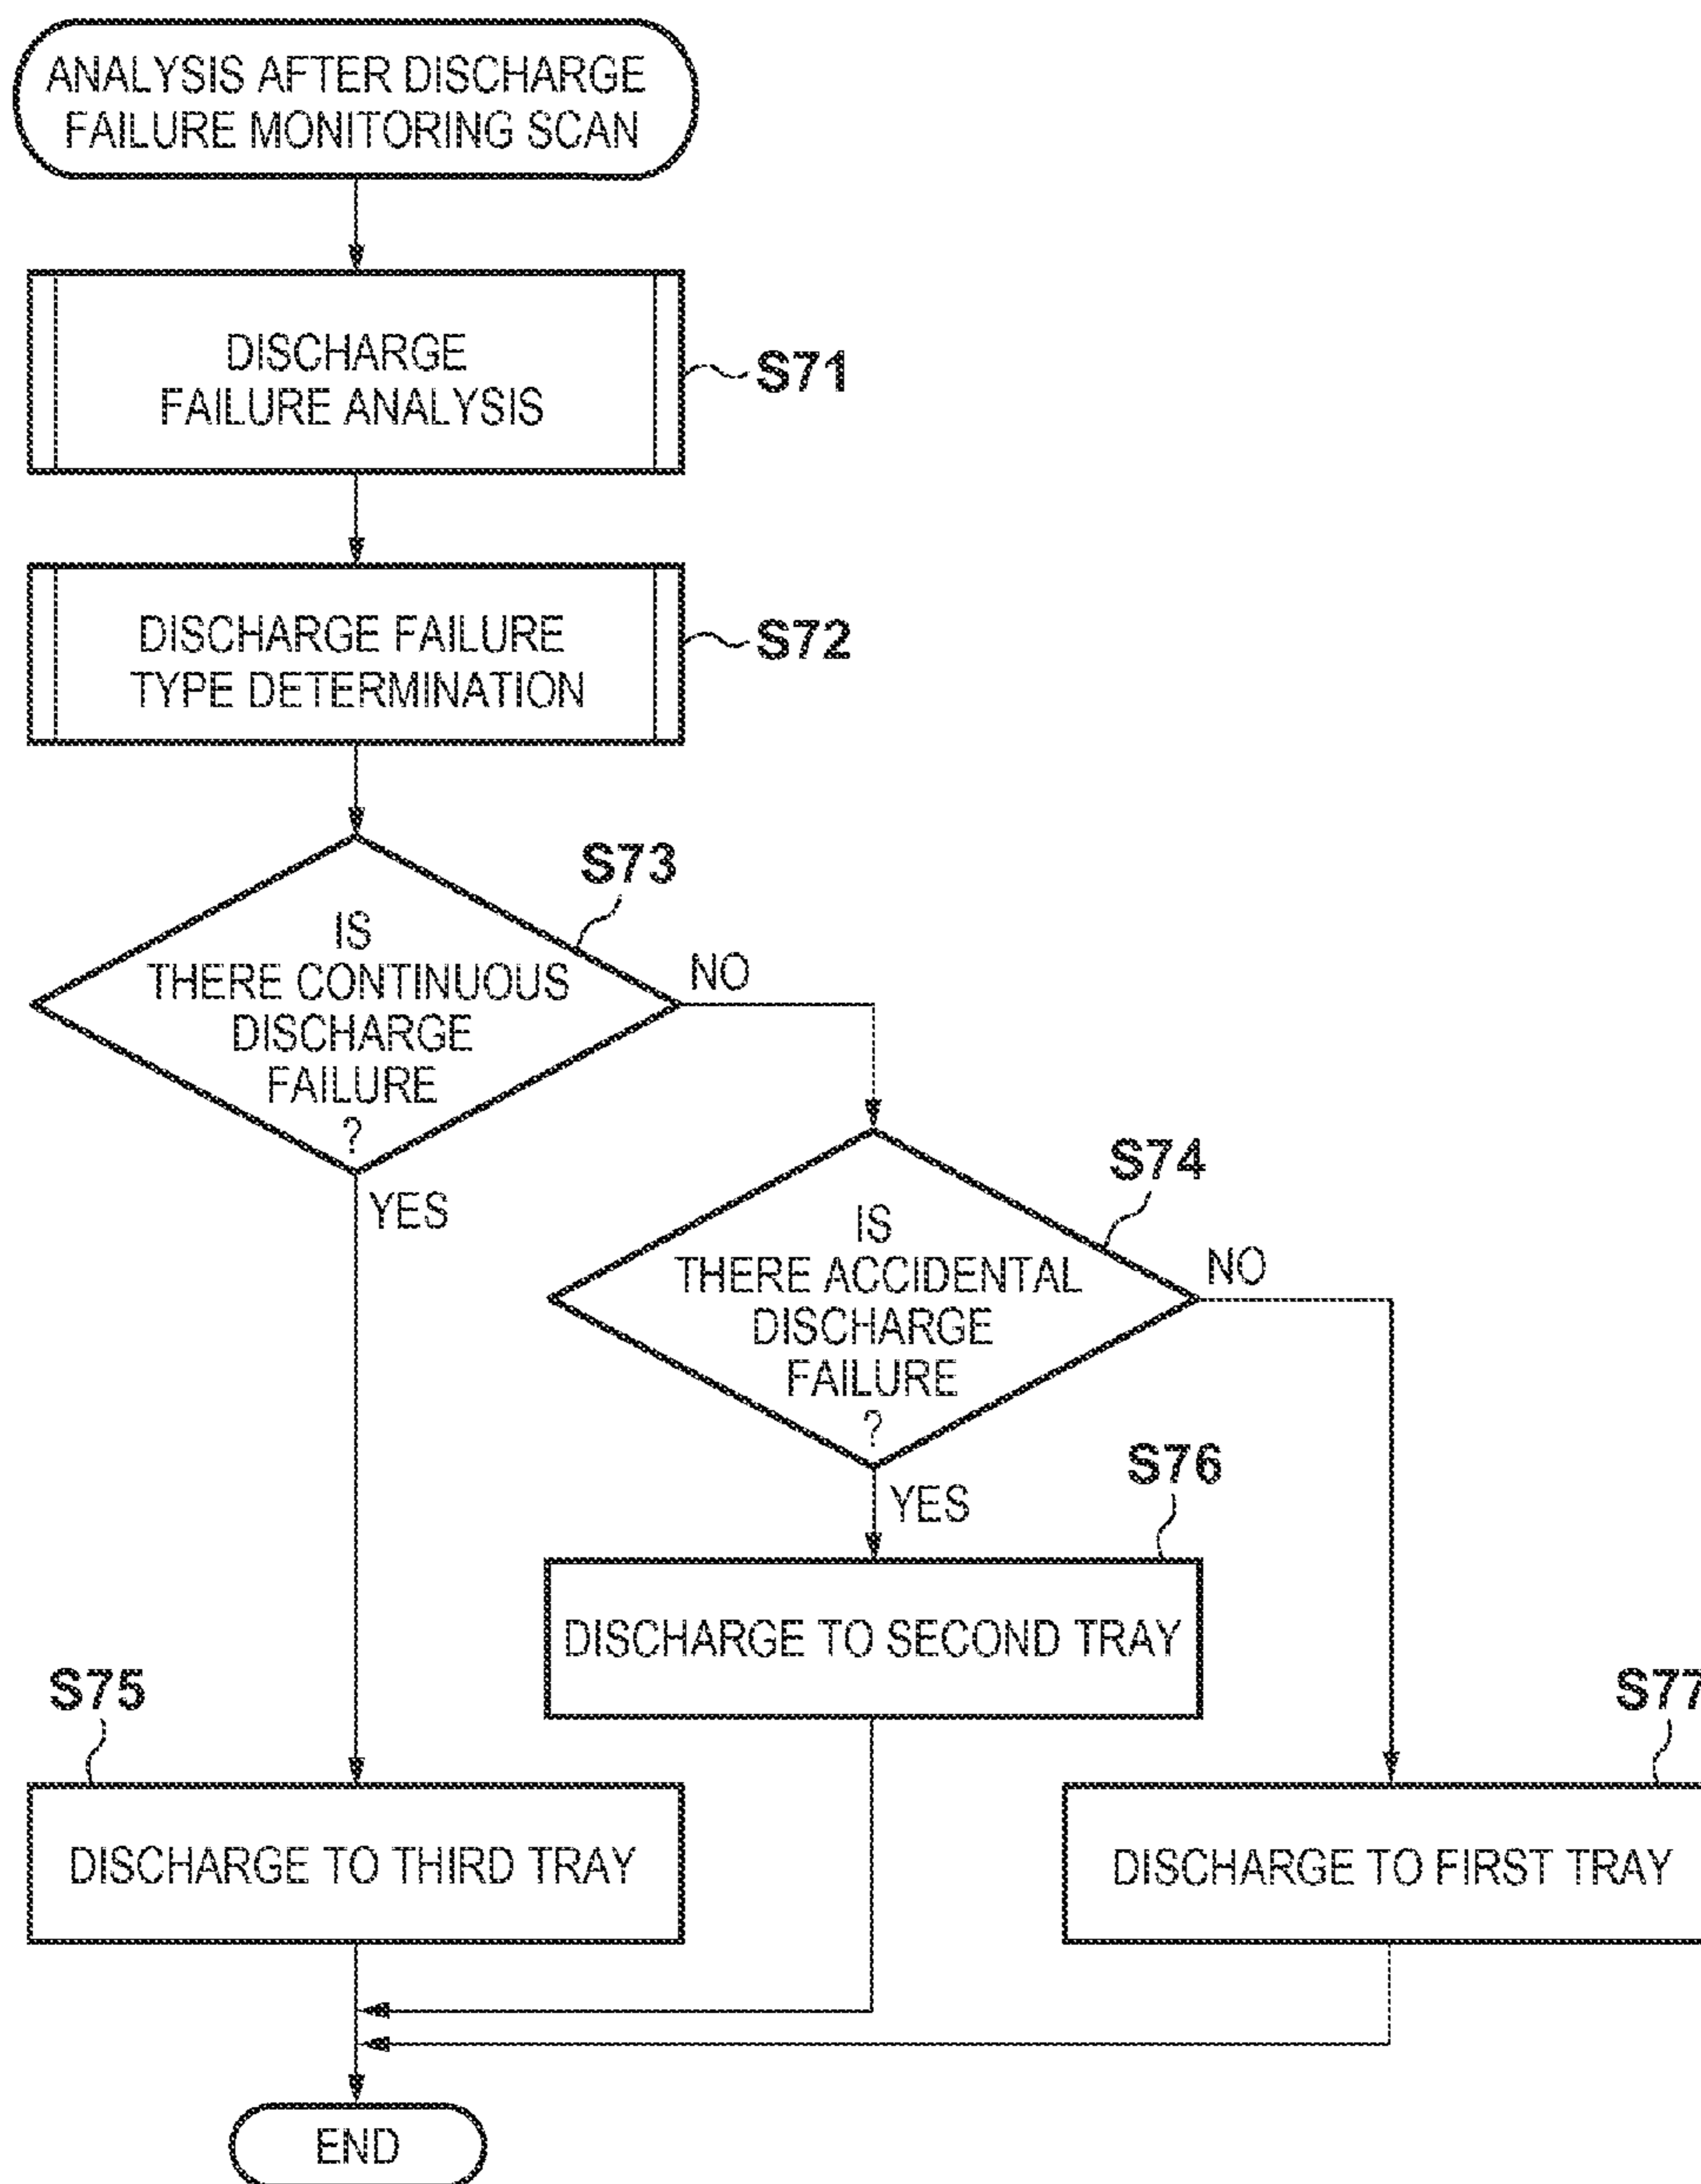 ANALYSIS AFTER DISCHARGE
FAILURE MONITORING SCAN
DISCHARGE
FAILURE ANALYSIS
S71
DISCHARGE FAILURE
TYPE DETERMINATION
S72
S73
IS
THERE CONTINUOUS
DISCHARGE
FAILURE
?
NO
YES
S74
IS
THERE ACCIDENTAL
DISCHARGE
FAILURE
?
NO
YES
S76
DISCHARGE TO SECOND TRAY
S75
DISCHARGE TO THIRD TRAY
S77
DISCHARGE TO FIRST TRAY
END